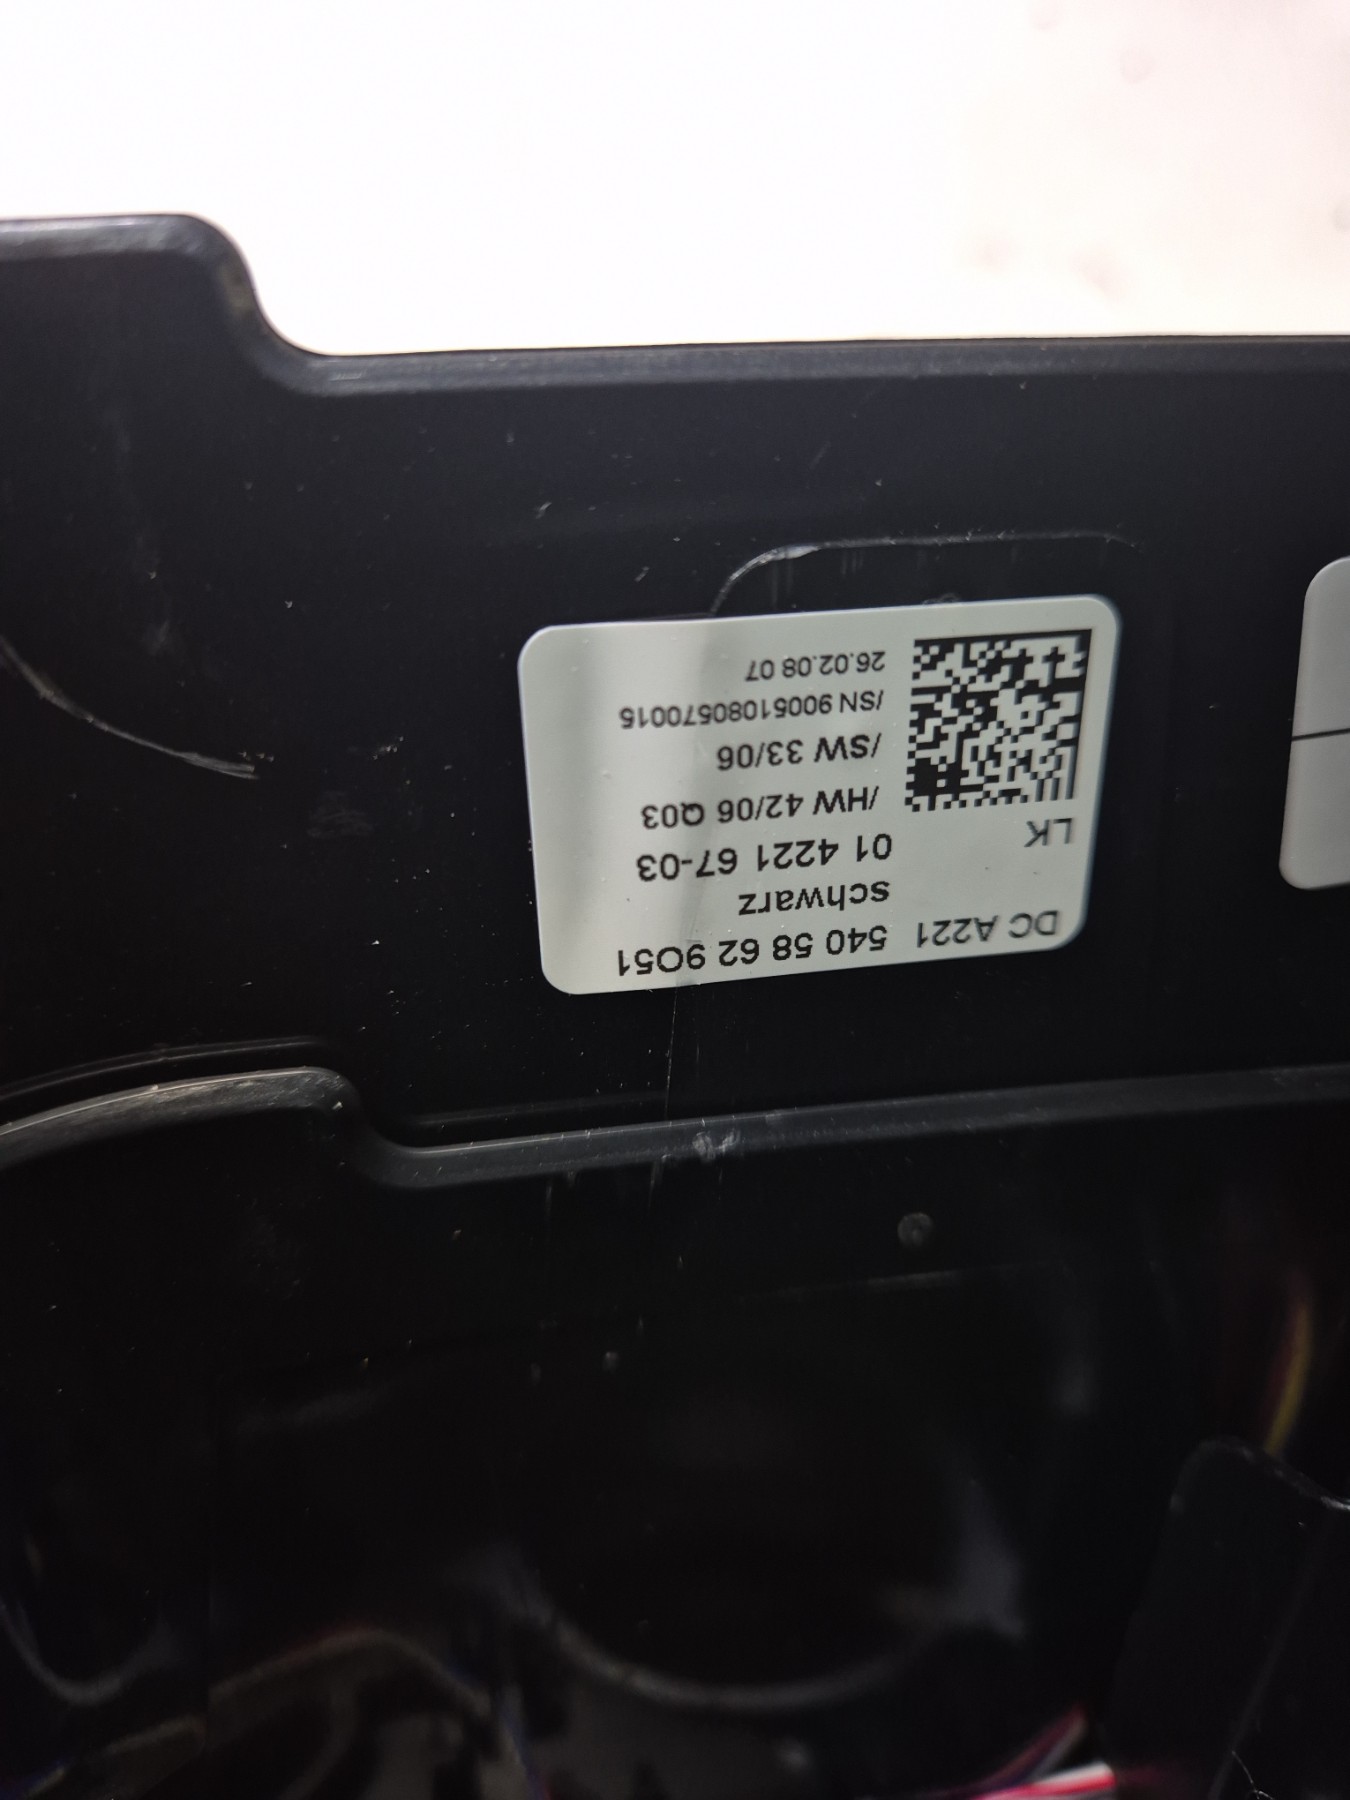 DC A221 540 58 62 9O51
schwarz
01 4221 67-03
LK
/HW 42/06 Q03
/SW 33/06
/SN 90051080570015
26.02.08 07